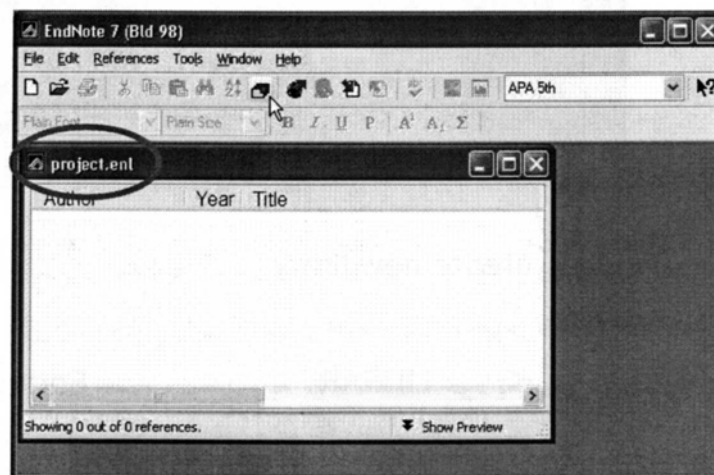 EndNote 7 (Bld 98)
File Edit References Tools Window Help
APA 5th
Plain Font Plain Size B I U P A¹ A₁ Σ
project.enl
Author Year Title
Showing 0 out of 0 references. Show Preview